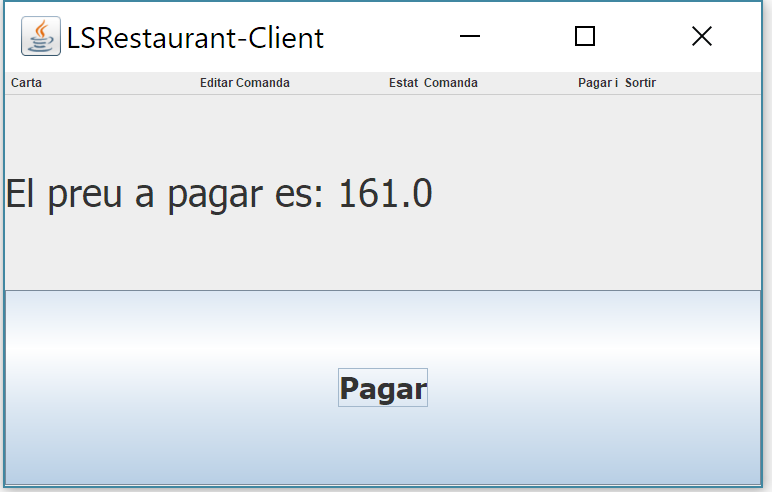 LSRestaurant-Client
Carta Editar Comanda Estat Comanda Pagar i Sortir
El preu a pagar es: 161.0
Pagar